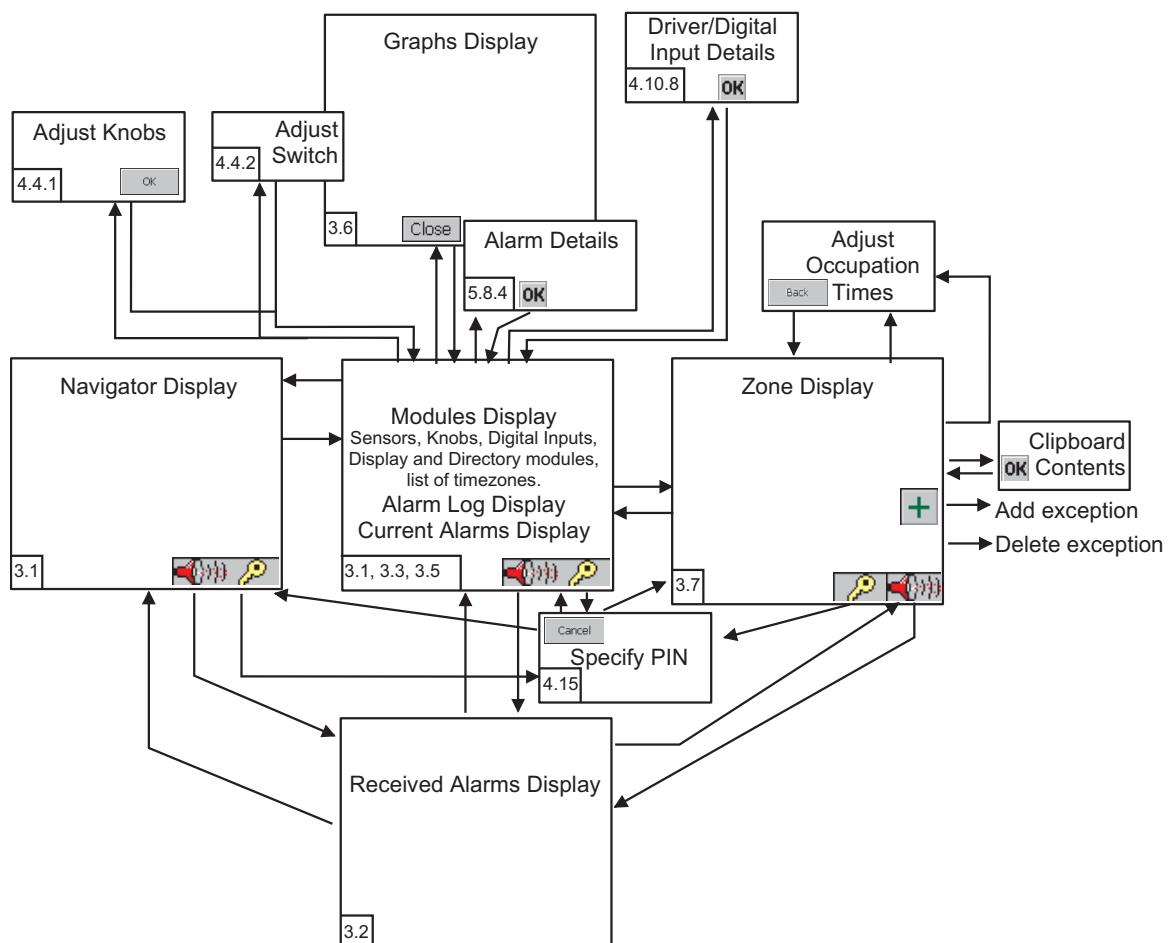 Graphs Display
3.6
Close
Driver/Digital
Input Details
4.10.8
OK
Adjust Knobs
4.4.1
OK
Adjust
Switch
4.4.2
Alarm Details
5.8.4
OK
Adjust
Occupation
Times
Back
Navigator Display
3.1
Modules Display
Sensors, Knobs, Digital Inputs,
Display and Directory modules,
list of timezones.
Alarm Log Display
Current Alarms Display
3.1, 3.3, 3.5
Zone Display
3.7
Clipboard
Contents
OK
Add exception
Delete exception
Cancel
Specify PIN
4.15
Received Alarms Display
3.2